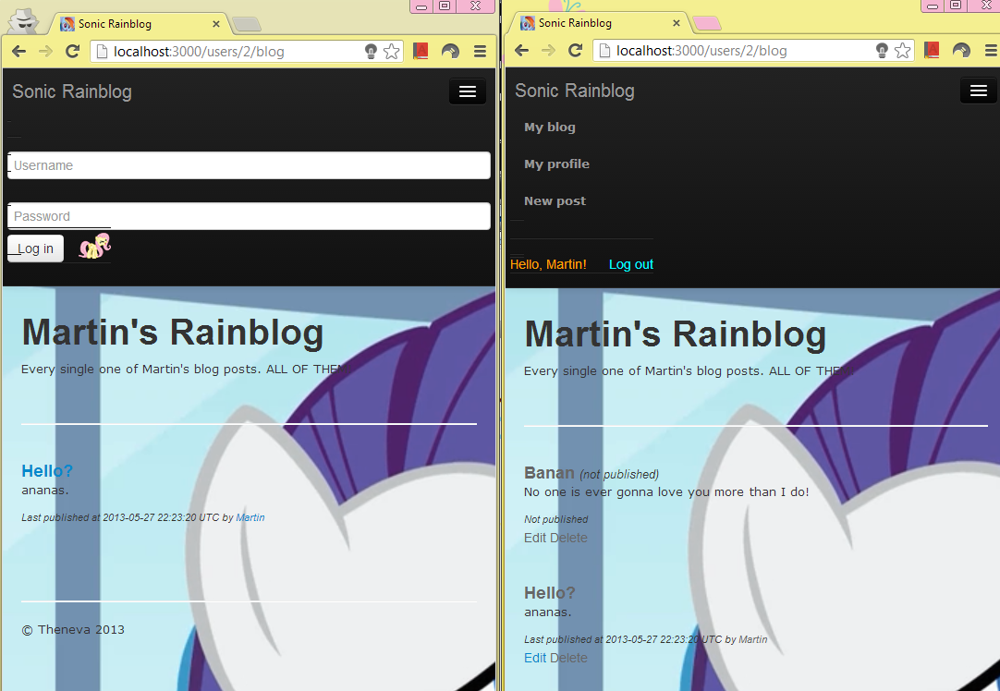 Sonic Rainblog
localhost:3000/users/2/blog
Sonic Rainblog
Username
Password
Log in
Martin's Rainblog
Every single one of Martin's blog posts. ALL OF THEM
Hello?
ananas.
Last published at 2013-05-27 22:23:20 UTC by Martin
© Theneva 2013
Sonic Rainblog
localhost:3000/users/2/blog
Sonic Rainblog
My blog
My profile
New post
Hello, Martin! Log out
Martin's Rainblog
Every single one of Martin's blog posts. ALL OF THEM
Banan (not published)
No one is ever gonna love you more than I do!
Not published
Edit Delete
Hello?
ananas.
Last published at 2013-05-27 22:23:20 UTC by Martin
Edit Delete